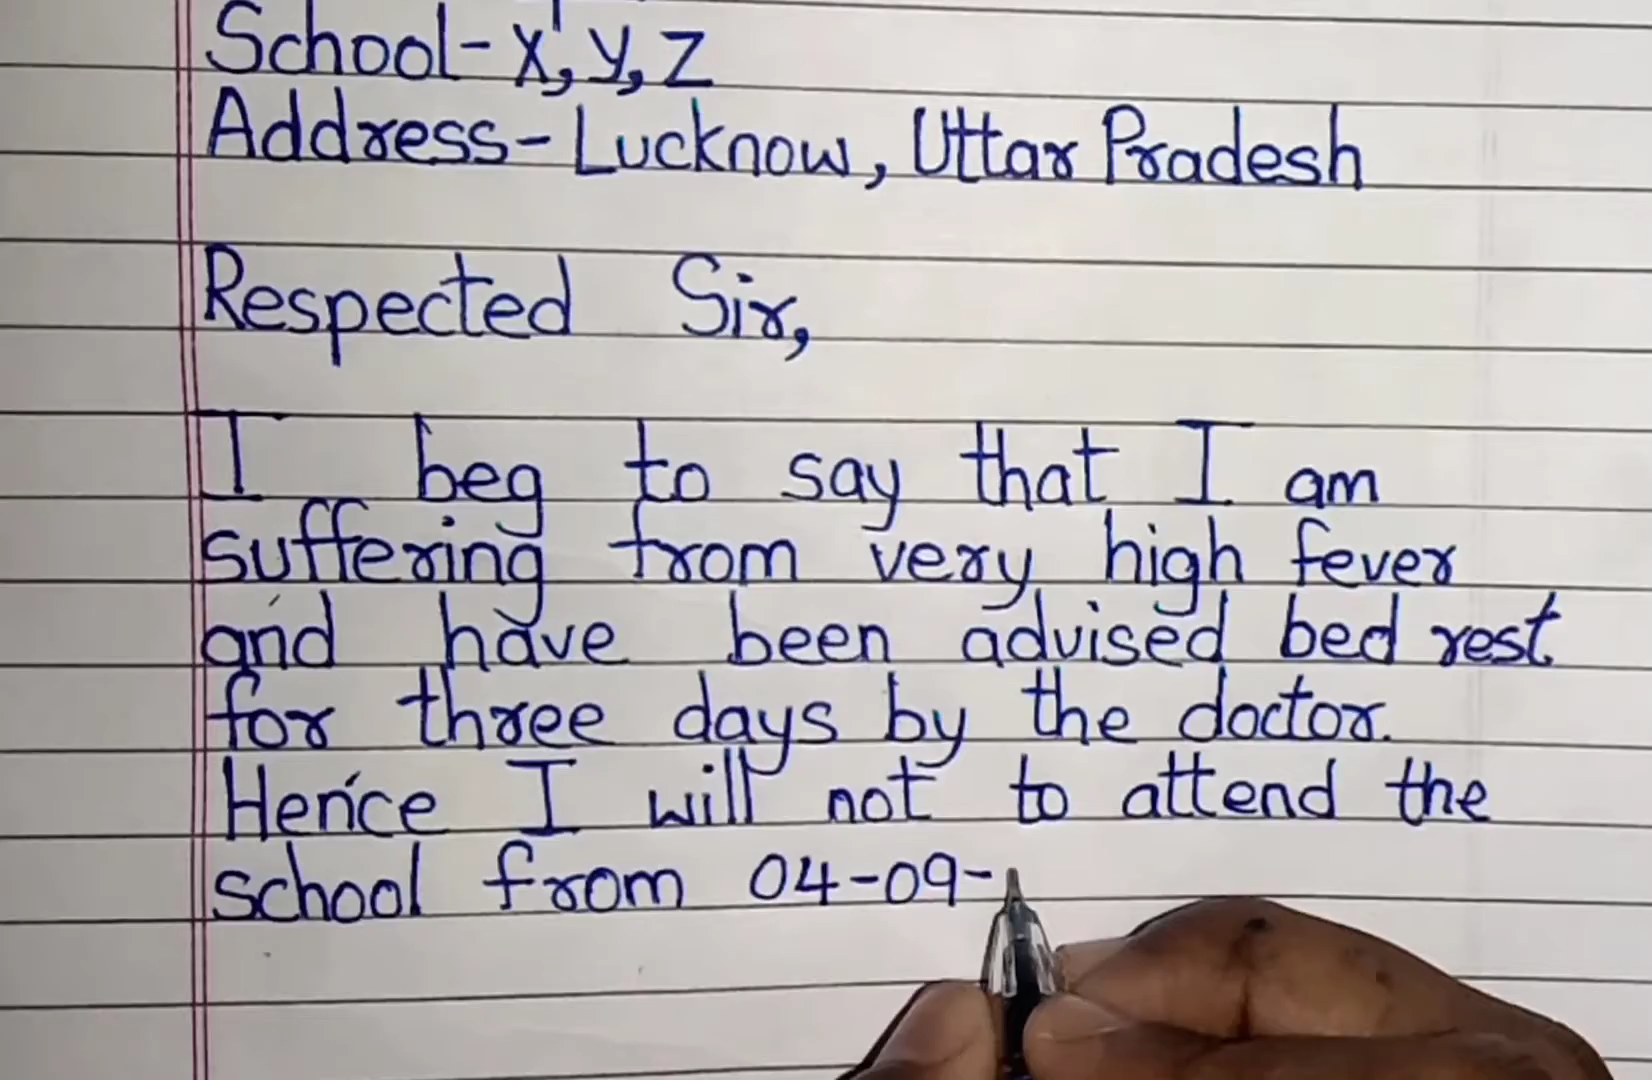 School-x,y,z
Address-Lucknow, Uttar Pradesh
Respected Sir,
I beg to say that I am
suffering from very high fever
and have been advised bed rest
for three days by the doctor.
Hence I will not to attend the
school from 04-09-